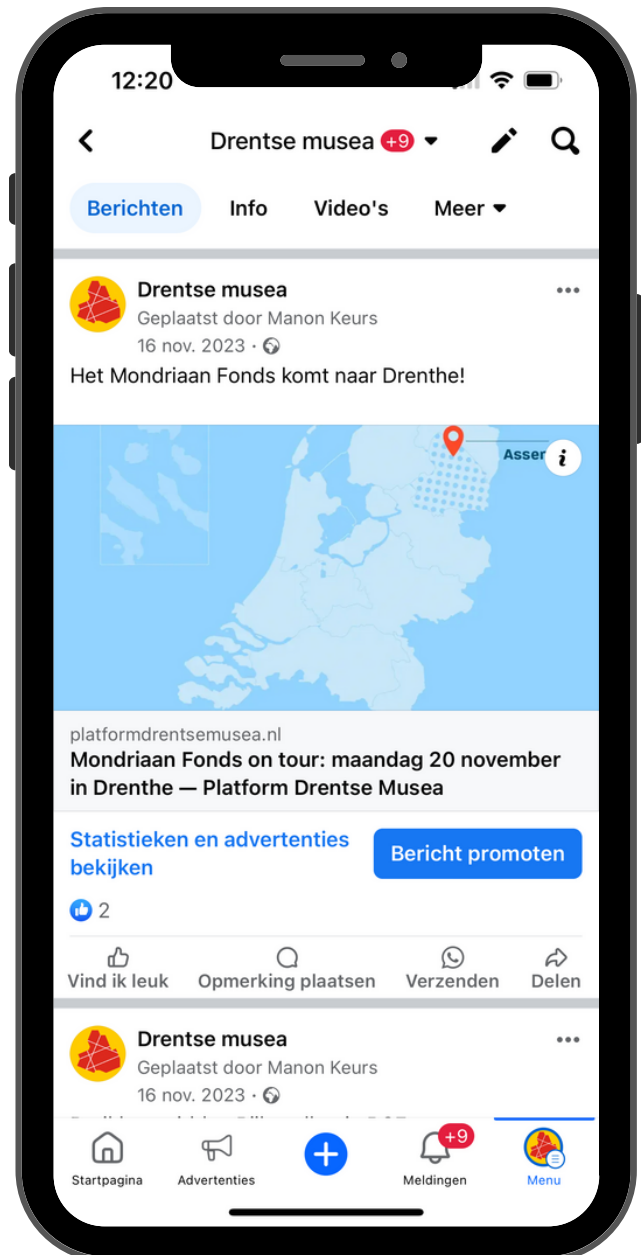 12:20
Drentse musea +9
Berichten Info Video's Meer
Drentse musea
Geplaatst door Manon Keurs
16 nov. 2023 ·
Het Mondriaan Fonds komt naar Drenthe!
Assen
platformdrentsemusea.nl
Mondriaan Fonds on tour: maandag 20 november
in Drenthe — Platform Drentse Musea
Statistieken en advertenties
bekijken
Bericht promoten
2
Vind ik leuk Opmerking plaatsen Verzenden Delen
Drentse musea
Geplaatst door Manon Keurs
16 nov. 2023 ·
+9
Startpagina Advertenties Meldingen Menu